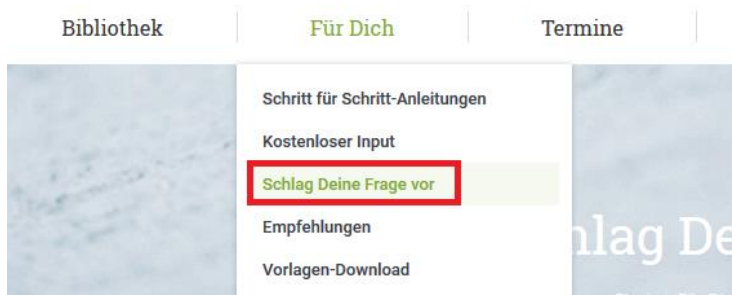 Bibliothek
Für Dich
Termine
Schritt für Schritt-Anleitungen
Kostenloser Input
Schlag Deine Frage vor
Empfehlungen
Vorlagen-Download
hlag De